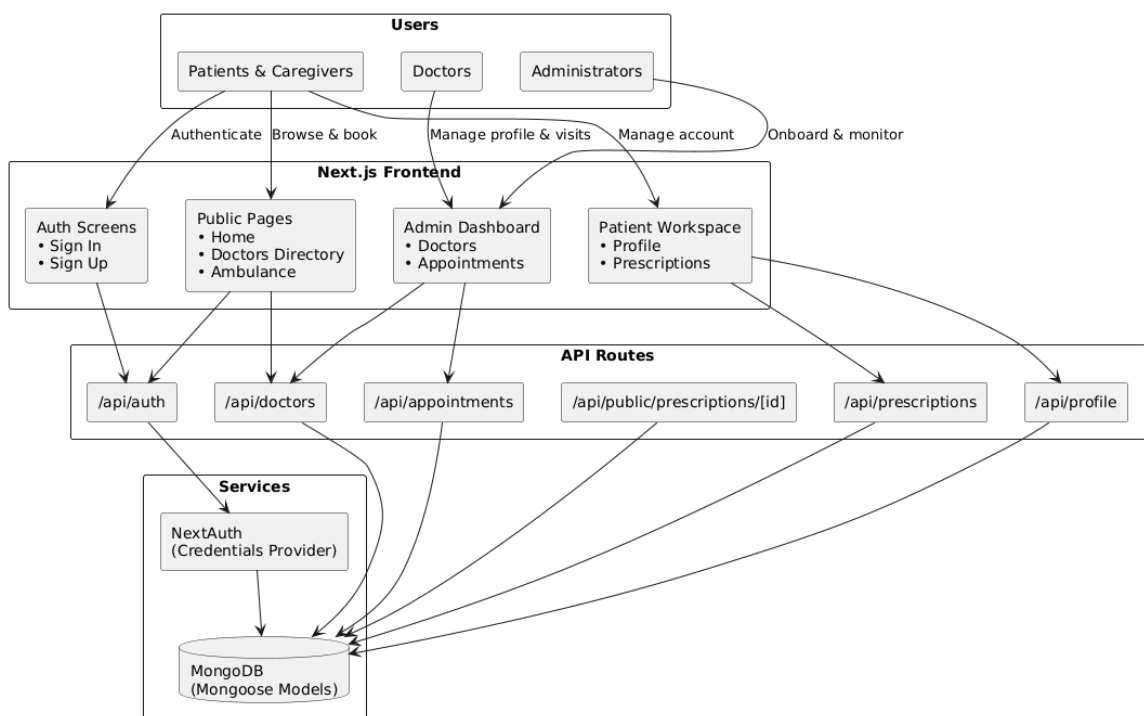 Users
Patients & Caregivers
Doctors
Administrators
Authenticate
Browse & book
Manage profile & visits
Manage account
Onboard & monitor
Next.js Frontend
Auth Screens
• Sign In
• Sign Up
Public Pages
• Home
• Doctors Directory
• Ambulance
Admin Dashboard
• Doctors
• Appointments
Patient Workspace
• Profile
• Prescriptions
API Routes
/api/auth
/api/doctors
/api/appointments
/api/public/prescriptions/[id]
/api/prescriptions
/api/profile
Services
NextAuth
(Credentials Provider)
MongoDB
(Mongoose Models)